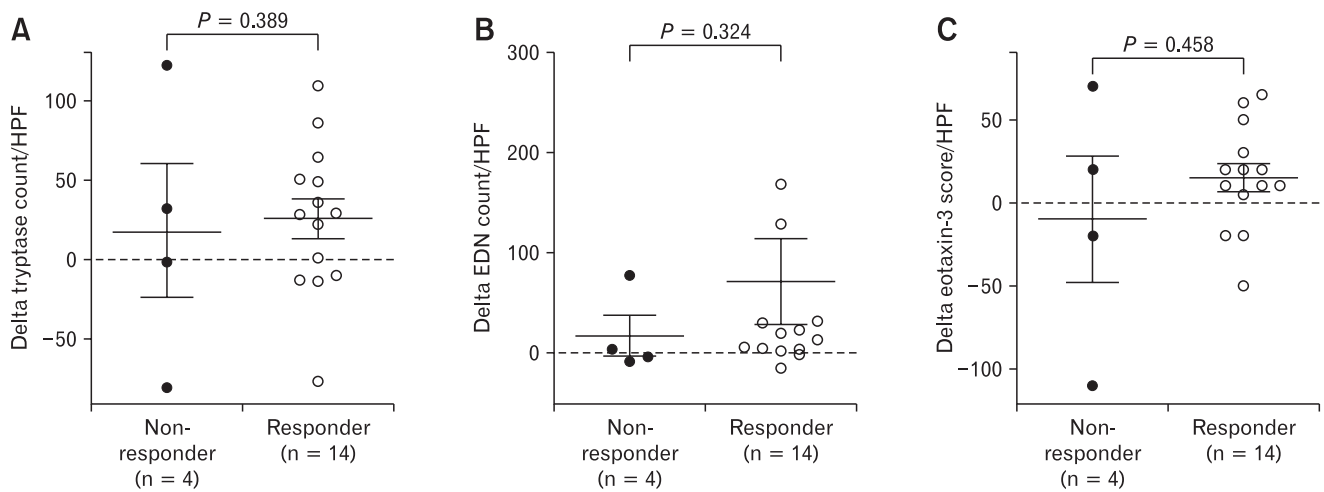 A
P = 0.389
Delta tryptase count/HPF
100
50
0
−50
Non-
responder
(n = 4)
Responder
(n = 14)
B
P = 0.324
Delta EDN count/HPF
300
200
100
0
Non-
responder
(n = 4)
Responder
(n = 14)
C
P = 0.458
Delta eotaxin-3 score/HPF
50
0
−50
−100
Non-
responder
(n = 4)
Responder
(n = 14)